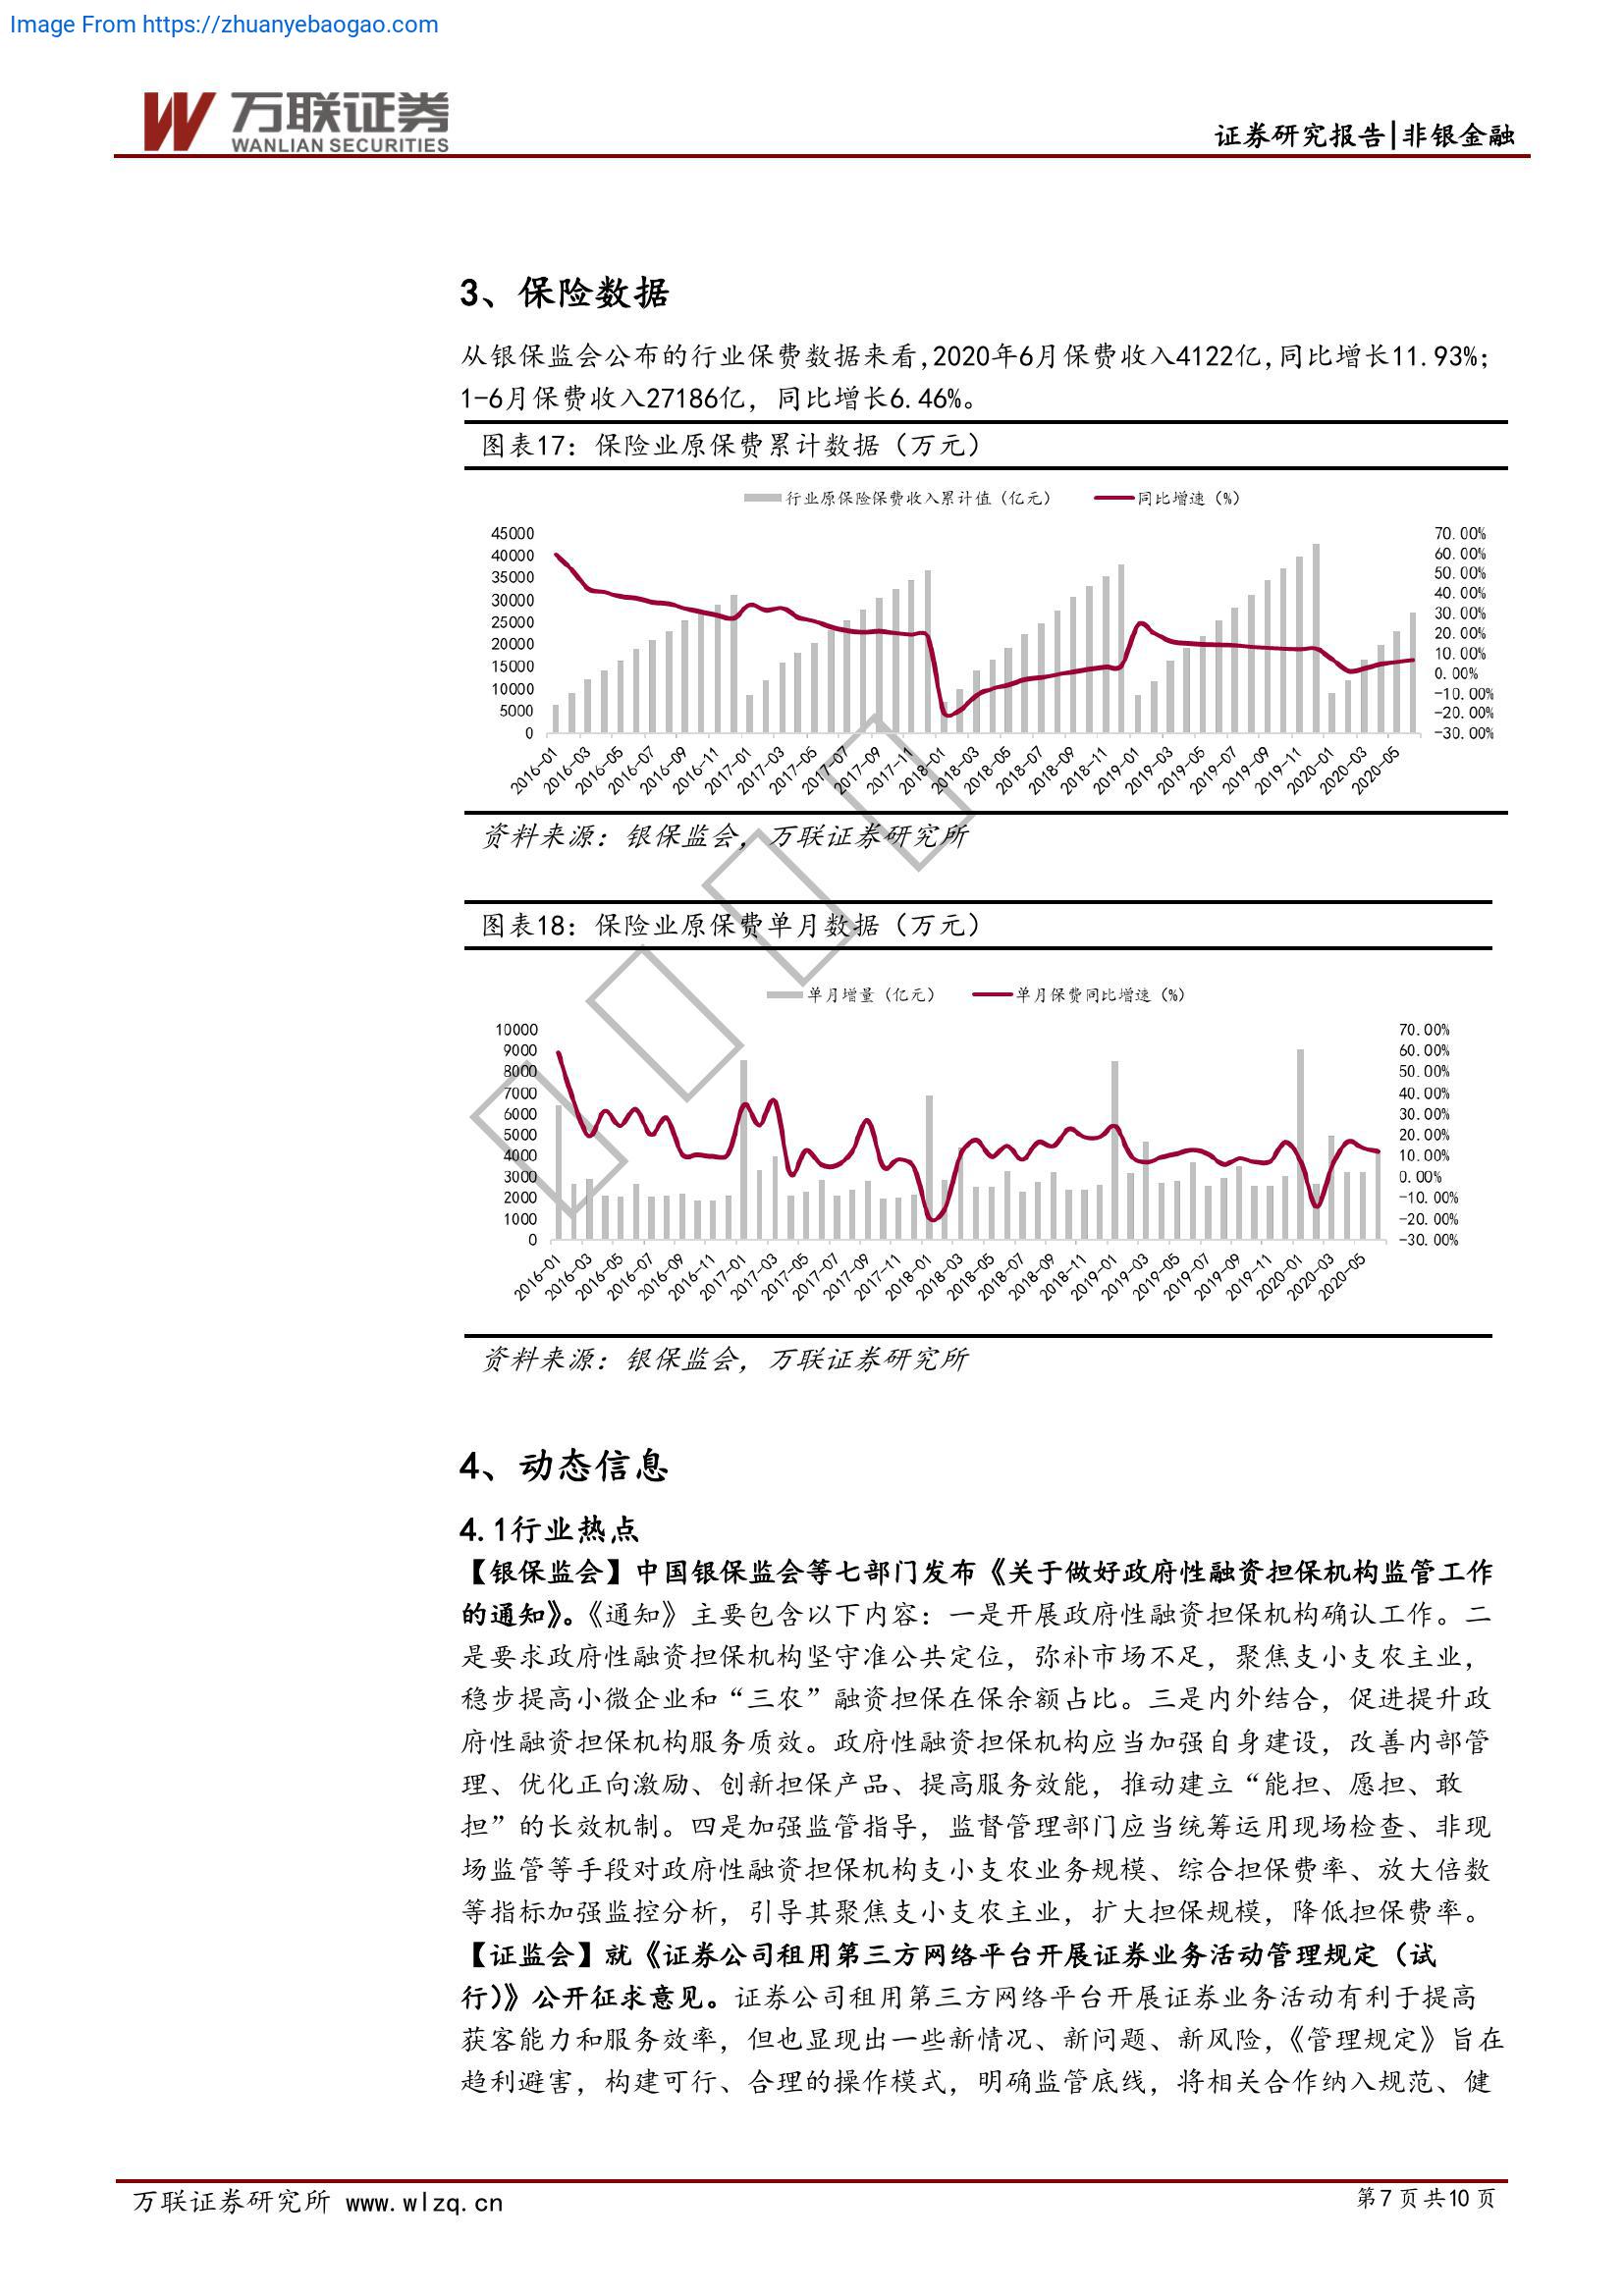 Image From https://zhuanyebaogao.com
万联证券
WANLIAN SECURITIES
证券研究报告|非银金融
3、保险数据
从银保监会公布的行业保费数据来看,2020年6月保费收入4122亿,同比增长11.93%;
1-6月保费收入27186亿，同比增长6.46%。
图表17：保险业原保费累计数据（万元）
行业原保险保费收入累计值（亿元） 同比增速（%）
45000 70.00%
40000 60.00%
35000 50.00%
30000 40.00%
25000 30.00%
20000 20.00%
15000 10.00%
10000 0.00%
5000 -10.00%
0 -20.00%
-30.00%
2016-01 2016-03 2016-05 2016-07 2016-09 2016-11 2017-01 2017-03 2017-05 2017-07 2017-09 2017-11 2018-01 2018-03 2018-05 2018-07 2018-09 2018-11 2019-01 2019-03 2019-05 2019-07 2019-09 2019-11 2020-01 2020-03 2020-05
资料来源：银保监会，万联证券研究所
图表18：保险业原保费单月数据（万元）
单月增量（亿元） 单月保费同比增速（%）
10000 70.00%
9000 60.00%
8000 50.00%
7000 40.00%
6000 30.00%
5000 20.00%
4000 10.00%
3000 0.00%
2000 -10.00%
1000 -20.00%
0 -30.00%
2016-01 2016-03 2016-05 2016-07 2016-09 2016-11 2017-01 2017-03 2017-05 2017-07 2017-09 2017-11 2018-01 2018-03 2018-05 2018-07 2018-09 2018-11 2019-01 2019-03 2019-05 2019-07 2019-09 2019-11 2020-01 2020-03 2020-05
资料来源：银保监会，万联证券研究所
4、动态信息
4.1行业热点
【银保监会】中国银保监会等七部门发布《关于做好政府性融资担保机构监管工作
的通知》。《通知》主要包含以下内容：一是开展政府性融资担保机构确认工作。二
是要求政府性融资担保机构坚守准公共定位，弥补市场不足，聚焦支小支农主业，
稳步提高小微企业和“三农”融资担保在保余额占比。三是内外结合，促进提升政
府性融资担保机构服务质效。政府性融资担保机构应当加强自身建设，改善内部管
理、优化正向激励、创新担保产品、提高服务效能，推动建立“能担、愿担、敢
担”的长效机制。四是加强监管指导，监督管理部门应当统筹运用现场检查、非现
场监管等手段对政府性融资担保机构支小支农业务规模、综合担保费率、放大倍数
等指标加强监控分析，引导其聚焦支小支农主业，扩大担保规模，降低担保费率。
【证监会】就《证券公司租用第三方网络平台开展证券业务活动管理规定（试
行)》公开征求意见。证券公司租用第三方网络平台开展证券业务活动有利于提高
获客能力和服务效率，但也显现出一些新情况、新问题、新风险，《管理规定》旨在
趋利避害，构建可行、合理的操作模式，明确监管底线，将相关合作纳入规范、健
万联证券研究所 www.wlzq.cn
第7页共10页